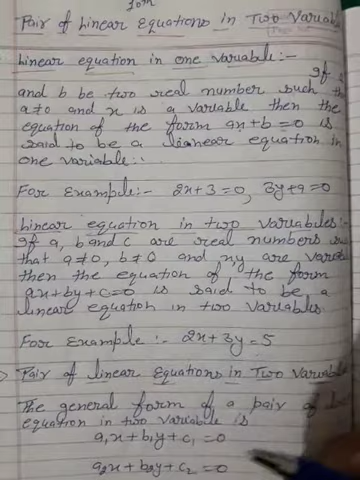 Pair of Linear Equations in Two Variabl
Linear equation in one variable:-
If
and b be two real number such th
a≠0 and x is a variable then the
equation of the form ax+b=0 is
said to be a lianear equation in
one variable:.
For Example:- 2x+3=0, 3y+9=0
Linear equation in two variables:-
If a, b and c are real numbers su
that a≠0, b≠0 and x,y are variab
then the equation of the form
ax+by+c=0 is said to be a
linear equation in two variables.
For Example :- 2x+3y=5
Pair of linear Equations in Two Variabl
The general form of a pair of
equation in two variable is
a₁x+b₁y+c₁=0
a₂x+b₂y+c₂=0